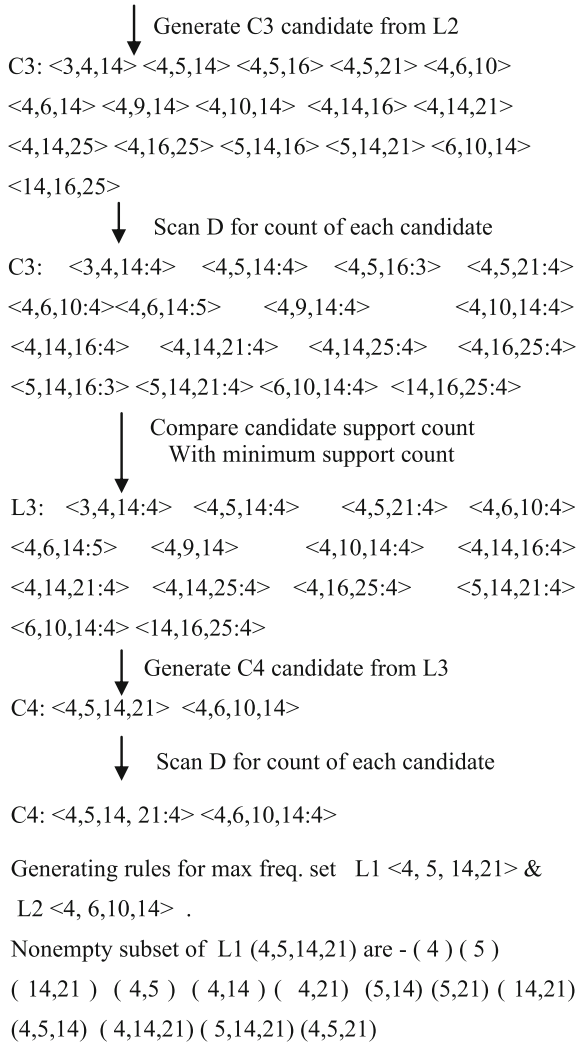 Generate C3 candidate from L2
C3: <3,4,14> <4,5,14> <4,5,16> <4,5,21> <4,6,10>
<4,6,14> <4,9,14> <4,10,14> <4,14,16> <4,14,21>
<4,14,25> <4,16,25> <5,14,16> <5,14,21> <6,10,14>
<14,16,25>
Scan D for count of each candidate
C3: <3,4,14:4> <4,5,14:4> <4,5,16:3> <4,5,21:4>
<4,6,10:4><4,6,14:5> <4,9,14:4> <4,10,14:4>
<4,14,16:4> <4,14,21:4> <4,14,25:4> <4,16,25:4>
<5,14,16:3> <5,14,21:4> <6,10,14:4> <14,16,25:4>
Compare candidate support count
With minimum support count
L3: <3,4,14:4> <4,5,14:4> <4,5,21:4> <4,6,10:4>
<4,6,14:5> <4,9,14> <4,10,14:4> <4,14,16:4>
<4,14,21:4> <4,14,25:4> <4,16,25:4> <5,14,21:4>
<6,10,14:4> <14,16,25:4>
Generate C4 candidate from L3
C4: <4,5,14,21> <4,6,10,14>
Scan D for count of each candidate
C4: <4,5,14, 21:4> <4,6,10,14:4>
Generating rules for max freq. set L1 <4, 5, 14,21> &
L2 <4, 6,10,14> .
Nonempty subset of L1 (4,5,14,21) are - ( 4 ) ( 5 )
( 14,21 ) ( 4,5 ) ( 4,14 ) ( 4,21) (5,14) (5,21) ( 14,21)
(4,5,14) ( 4,14,21) ( 5,14,21) (4,5,21)